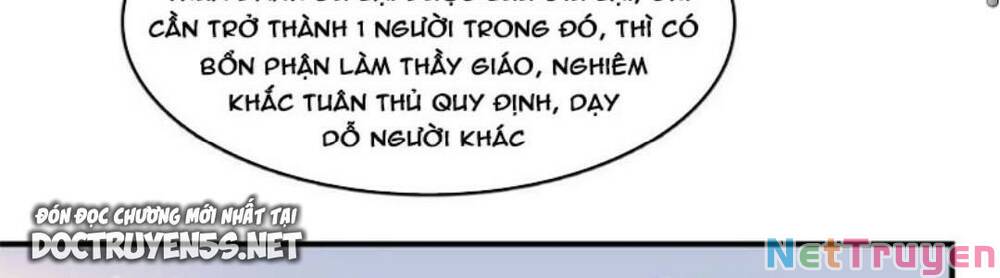 CẦN TRỞ THÀNH 1 NGƯỜI TRONG ĐÓ, THÌ CÓ
BỔN PHẬN LÀM THẦY GIÁO, NGHIÊM
KHẮC TUÂN THỦ QUY ĐỊNH, DẠY
DỖ NGƯỜI KHÁC
ĐÓN ĐỌC CHƯƠNG MỚI NHẤT TẠI
DOCTRUYEN5S.NET
NetTruyen